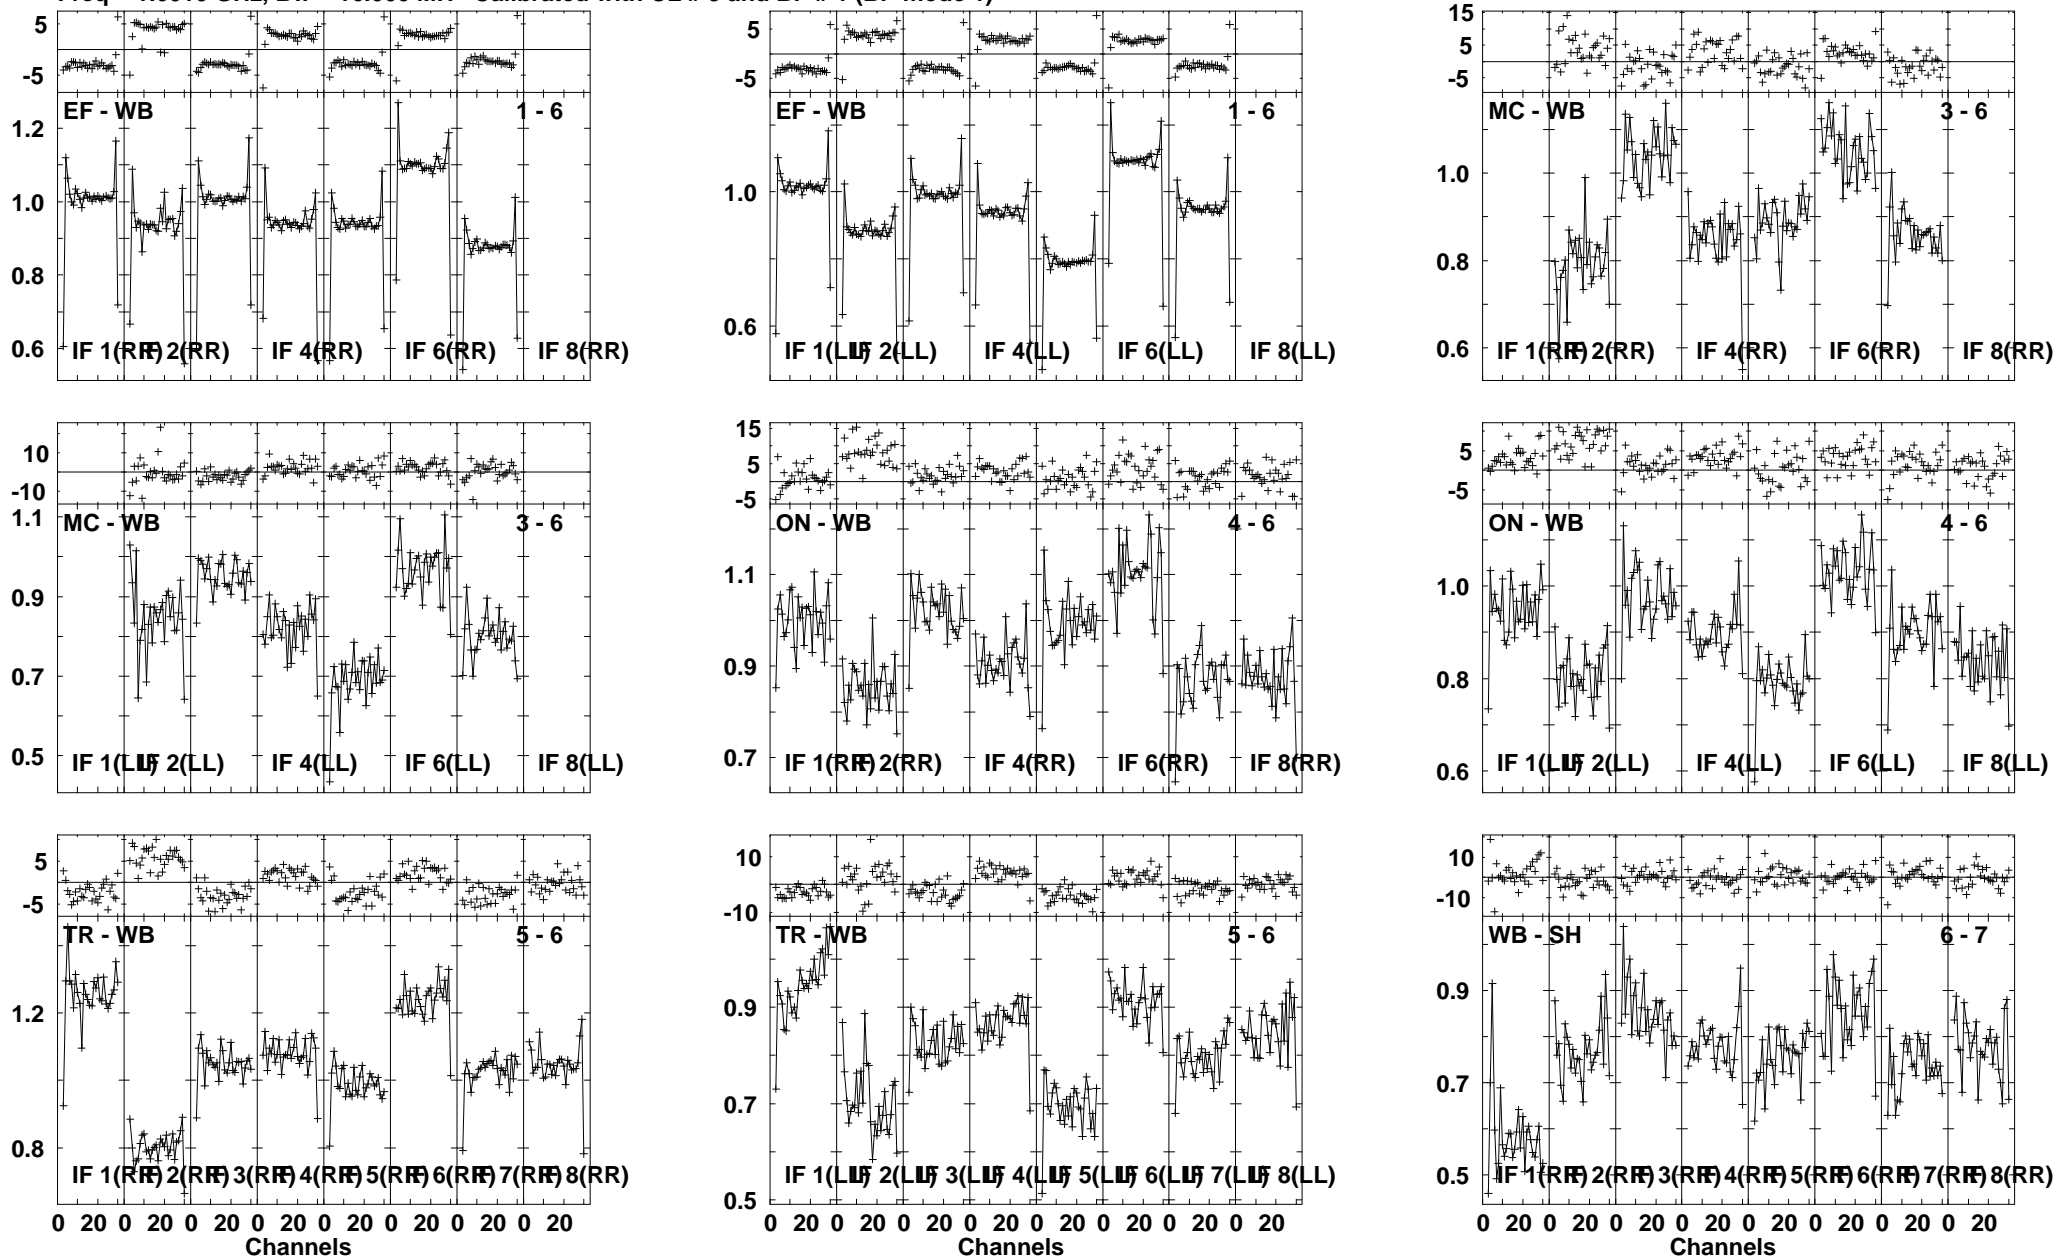 5
-5
EF - WB 1 - 6
1.2
1.0
0.8
0.6
IF 1(RR) IF 2(RR) IF 4(RR) IF 6(RR) IF 8(RR)
5
-5
EF - WB 1 - 6
1.0
0.6
IF 1(LL) IF 2(LL) IF 4(LL) IF 6(LL) IF 8(LL)
15
5
-5
MC - WB 3 - 6
1.0
0.8
0.6
IF 1(RR) IF 2(RR) IF 4(RR) IF 6(RR) IF 8(RR)
10
-10
MC - WB 3 - 6
1.1
0.9
0.7
0.5
IF 1(LL) IF 2(LL) IF 4(LL) IF 6(LL) IF 8(LL)
15
5
-5
ON - WB 4 - 6
1.1
0.9
0.7
IF 1(RR) IF 2(RR) IF 4(RR) IF 6(RR) IF 8(RR)
5
-5
ON - WB 4 - 6
1.0
0.8
0.6
IF 1(LL) IF 2(LL) IF 4(LL) IF 6(LL) IF 8(LL)
5
-5
TR - WB 5 - 6
1.2
0.8
IF 1(RR) IF 2(RR) IF 3(RR) IF 4(RR) IF 5(RR) IF 6(RR) IF 7(RR) IF 8(RR)
0 20 0 20 0 20 0 20 0 20 0 20 0 20 0 20
Channels
10
-10
TR - WB 5 - 6
0.9
0.7
0.5
IF 1(LL) IF 2(LL) IF 3(LL) IF 4(LL) IF 5(LL) IF 6(LL) IF 7(LL) IF 8(LL)
0 20 0 20 0 20 0 20 0 20 0 20 0 20 0 20
Channels
10
-10
WB - SH 6 - 7
0.9
0.7
0.5
IF 1(RR) IF 2(RR) IF 3(RR) IF 4(RR) IF 5(RR) IF 6(RR) IF 7(RR) IF 8(RR)
0 20 0 20 0 20 0 20 0 20 0 20 0 20 0 20
Channels